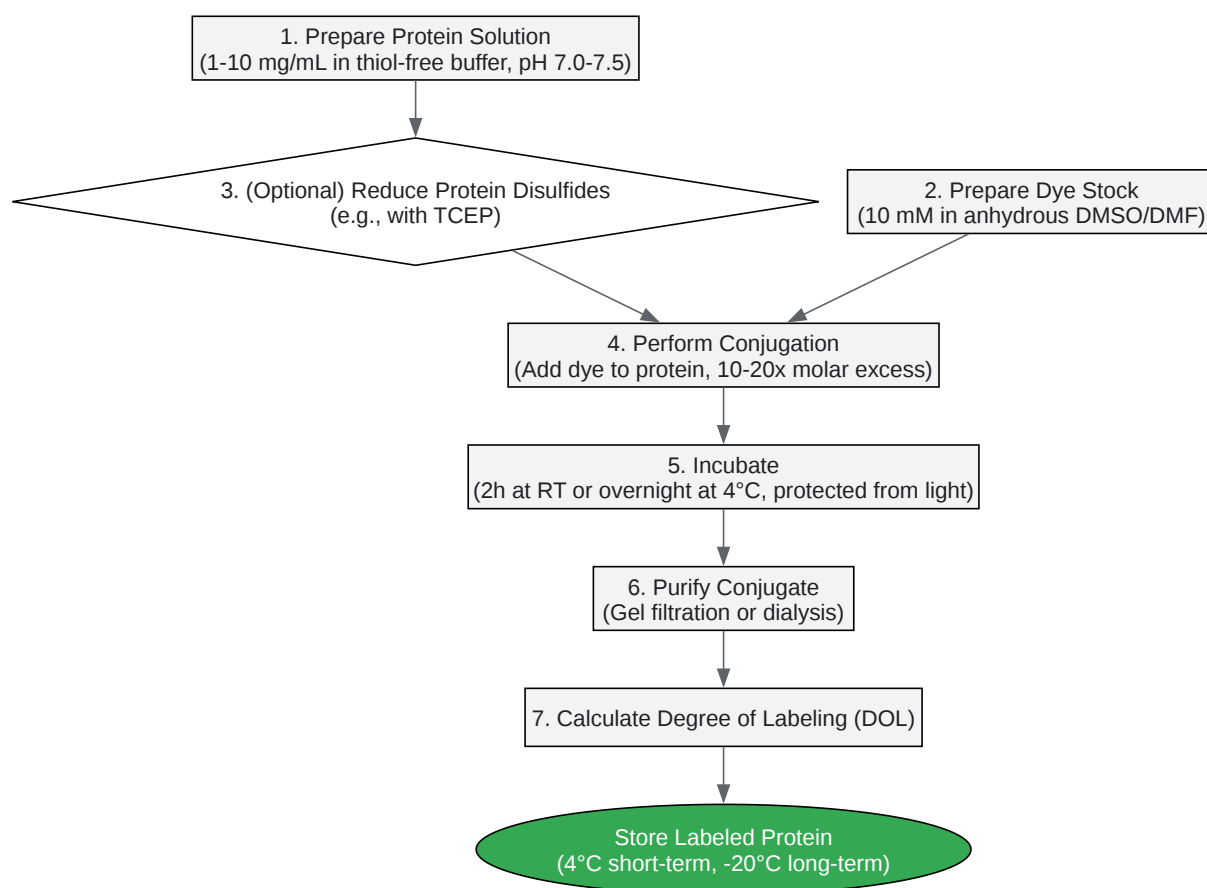 1. Prepare Protein Solution
(1-10 mg/mL in thiol-free buffer, pH 7.0-7.5)
3. (Optional) Reduce Protein Disulfides
(e.g., with TCEP)
2. Prepare Dye Stock
(10 mM in anhydrous DMSO/DMF)
4. Perform Conjugation
(Add dye to protein, 10-20x molar excess)
5. Incubate
(2h at RT or overnight at 4°C, protected from light)
6. Purify Conjugate
(Gel filtration or dialysis)
7. Calculate Degree of Labeling (DOL)
Store Labeled Protein
(4°C short-term, -20°C long-term)